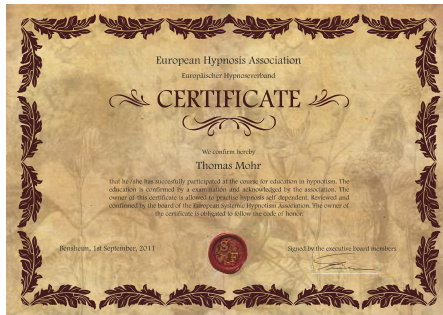 European Hypnosis Association
Europäischer Hypnoseverband
CERTIFICATE
We confirm hereby
Thomas Mohr
that he /she has successfully participated at the course for education in hypnotism. The
education is confirmed by a examination and acknowledged by the association. The
owner of this certificate is allowed to practise hypnosis self dependent. Reviewed and
confirmed by the board of the European Systemic Hypnotism Association. The owner of
the certificate is obligated to follow the code of honor.
Bensheim, 1st September, 2011
Signed by the executive board members